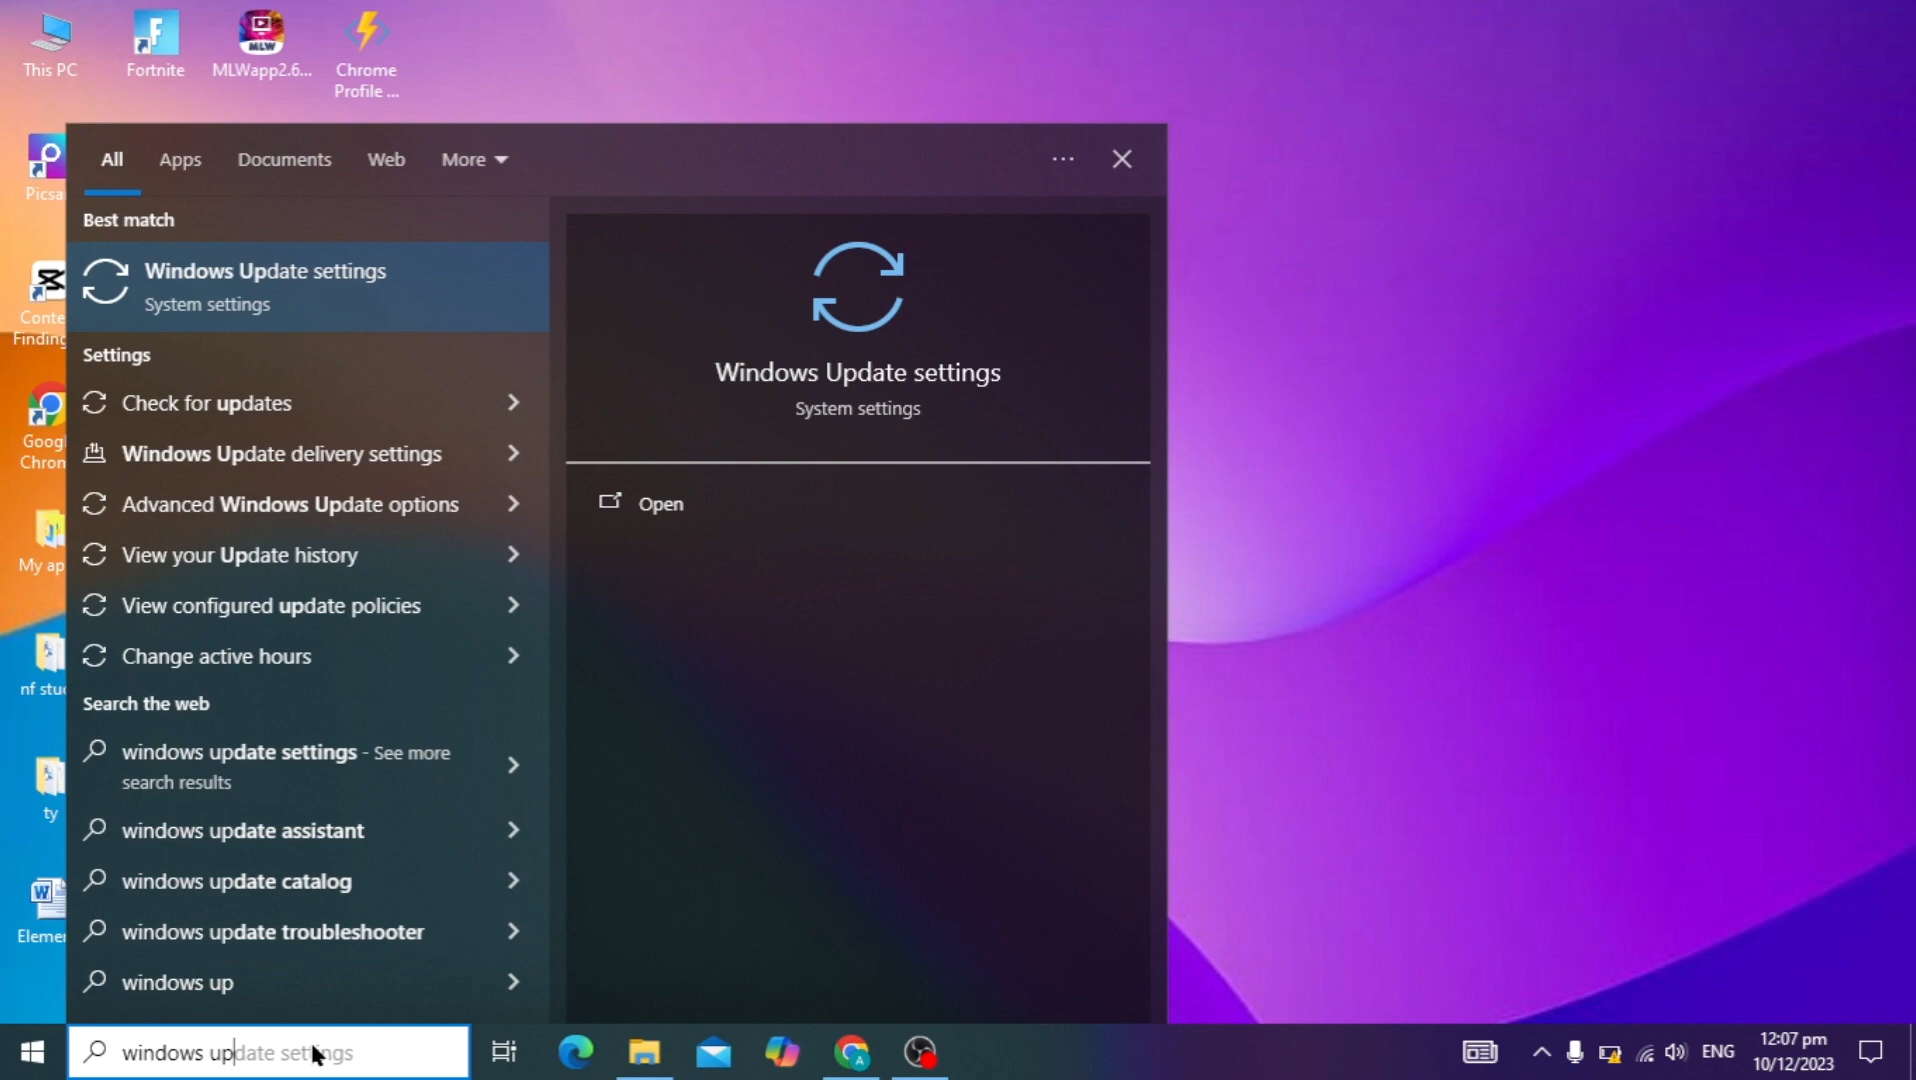 This PC
Fortnite
MLWapp2.6...
Chrome
Profile ...
MLW
Picsa
Conte
Finding
Goog
Chron
My ap
nf stu
ty
Elemer
All
Apps
Documents
Web
More
Best match
Windows Update settings
System settings
Settings
Check for updates
Windows Update delivery settings
Advanced Windows Update options
View your Update history
View configured update policies
Change active hours
Search the web
windows update settings - See more
search results
windows update assistant
windows update catalog
windows update troubleshooter
windows up
Windows Update settings
System settings
Open
windows update settings
ENG
12:07 pm
10/12/2023